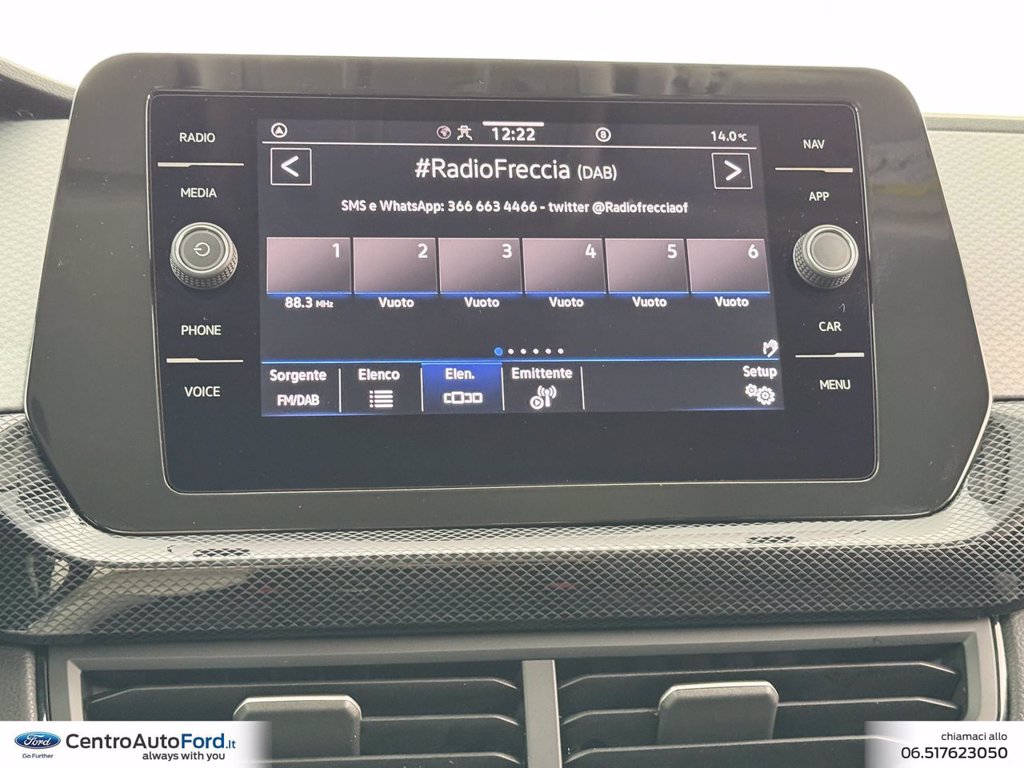 RADIO
MEDIA
PHONE
VOICE
12:22
8
14.0°C
<
#RadioFreccia (DAB)
>
SMS e WhatsApp: 366 663 4466 - twitter @Radiofrecciaof
1 2 3 4 5 6
88.3 MHz Vuoto Vuoto Vuoto Vuoto Vuoto
Sorgente Elenco Elen. Emittente Setup
FM/DAB
NAV
APP
CAR
MENU
Ford
Go Further
CentroAutoFord.it
always with you
chiamaci allo
06.517623050